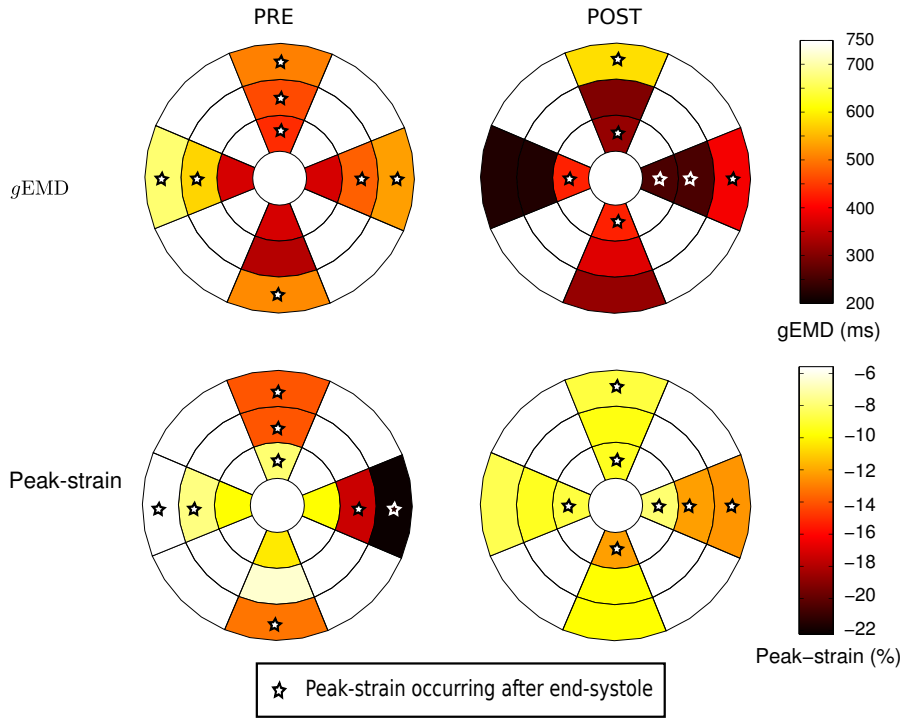 PRE
POST
gEMD
750
700
600
500
400
300
200
gEMD (ms)
Peak-strain
−6
−8
−10
−12
−14
−16
−18
−20
−22
Peak−strain (%)
Peak-strain occurring after end-systole